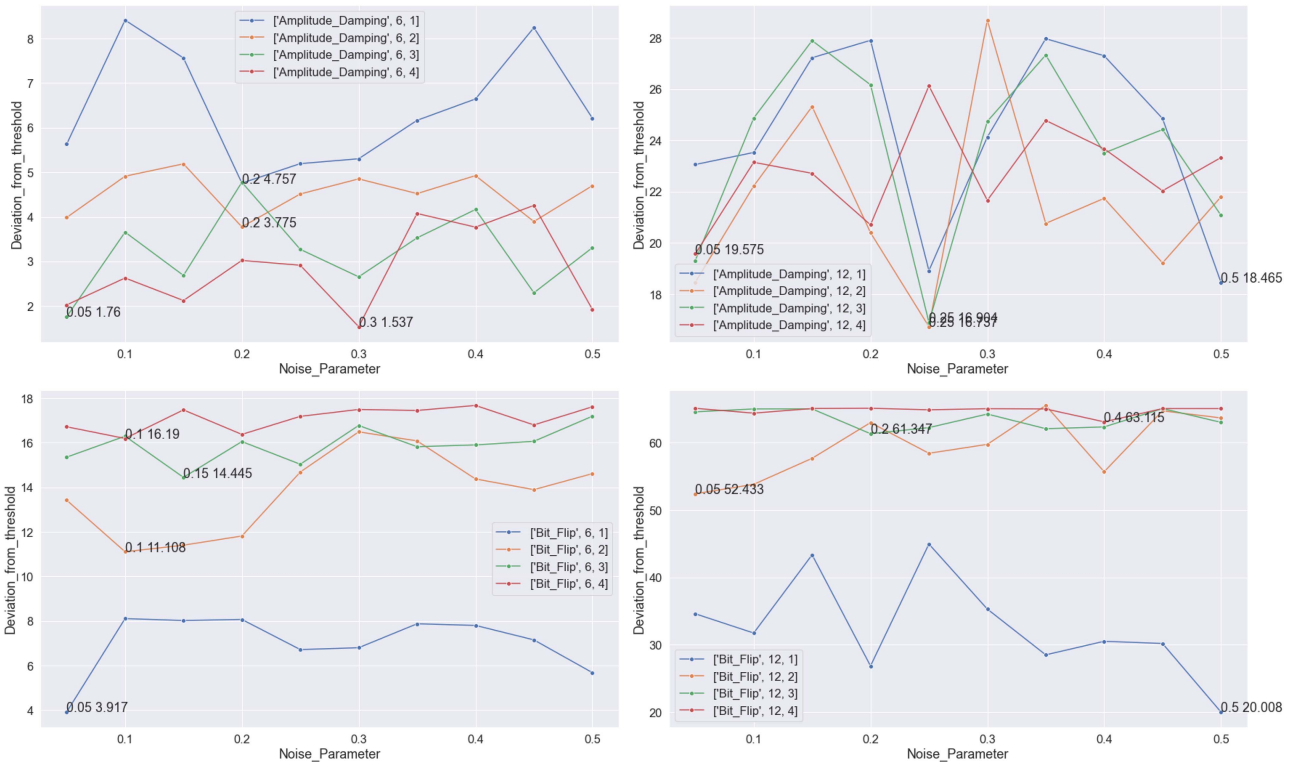 ['Amplitude_Damping', 6, 1]
['Amplitude_Damping', 6, 2]
['Amplitude_Damping', 6, 3]
['Amplitude_Damping', 6, 4]
8
7
6
5
4
3
2
Deviation_from_threshold
0.2 4.757
0.2 3.775
0.05 1.76
0.3 1.537
0.1
0.2
0.3
0.4
0.5
Noise_Parameter
28
26
24
22
20
18
Deviation_from_threshold
0.05 19.575
0.5 18.465
0.25 16.904
0.25 16.737
['Amplitude_Damping', 12, 1]
['Amplitude_Damping', 12, 2]
['Amplitude_Damping', 12, 3]
['Amplitude_Damping', 12, 4]
0.1
0.2
0.3
0.4
0.5
Noise_Parameter
18
16
14
12
10
8
6
4
Deviation_from_threshold
0.1 16.19
0.15 14.445
0.1 11.108
0.05 3.917
['Bit_Flip', 6, 1]
['Bit_Flip', 6, 2]
['Bit_Flip', 6, 3]
['Bit_Flip', 6, 4]
0.1
0.2
0.3
0.4
0.5
Noise_Parameter
60
50
40
30
20
Deviation_from_threshold
0.4 63.115
0.2 61.347
0.05 52.433
0.5 20.008
['Bit_Flip', 12, 1]
['Bit_Flip', 12, 2]
['Bit_Flip', 12, 3]
['Bit_Flip', 12, 4]
0.1
0.2
0.3
0.4
0.5
Noise_Parameter